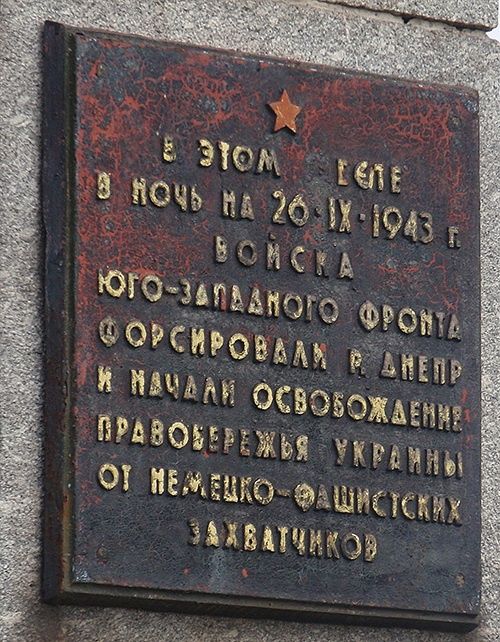 В ЭТОМ СЕЛЕ
В НОЧЬ НА 26·IX·1943 г.
ВОЙСКА
ЮГО-ЗАПАДНОГО ФРОНТА
ФОРСИРОВАЛИ Р. ДНЕПР
И НАЧАЛИ ОСВОБОЖДЕНИЕ
ПРАВОБЕРЕЖЬЯ УКРАИНЫ
ОТ НЕМЕЦКО-ФАШИСТСКИХ
ЗАХВАТЧИКОВ